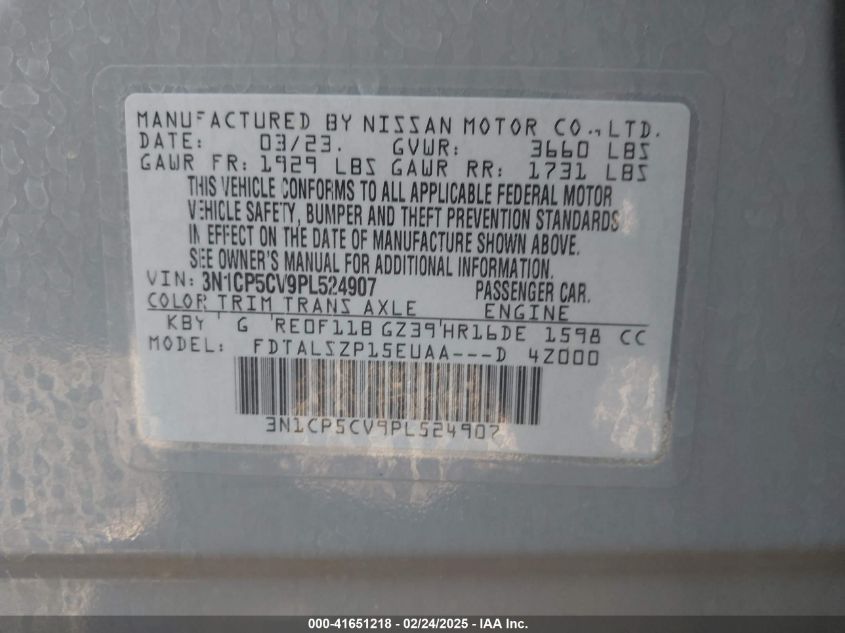 MANUFACTURED BY NISSAN MOTOR CO., LTD.
DATE: 03/23. GVWR: 3660 LBS
GAWR FR: 1929 LBS GAWR RR: 1731 LBS
THIS VEHICLE CONFORMS TO ALL APPLICABLE FEDERAL MOTOR
VEHICLE SAFETY, BUMPER AND THEFT PREVENTION STANDARDS
IN EFFECT ON THE DATE OF MANUFACTURE SHOWN ABOVE.
SEE OWNER'S MANUAL FOR ADDITIONAL INFORMATION.
VIN: 3N1CP5CV9PL524907 PASSENGER CAR.
COLOR TRIM TRANS AXLE ENGINE
KBY G RE0F11B GZ39 HR16DE 1598 CC
MODEL: FDTALSZP15EUAA---D 4Z000
3N1CP5CV9PL524907
000-41651218 - 02/24/2025 - IAA Inc.